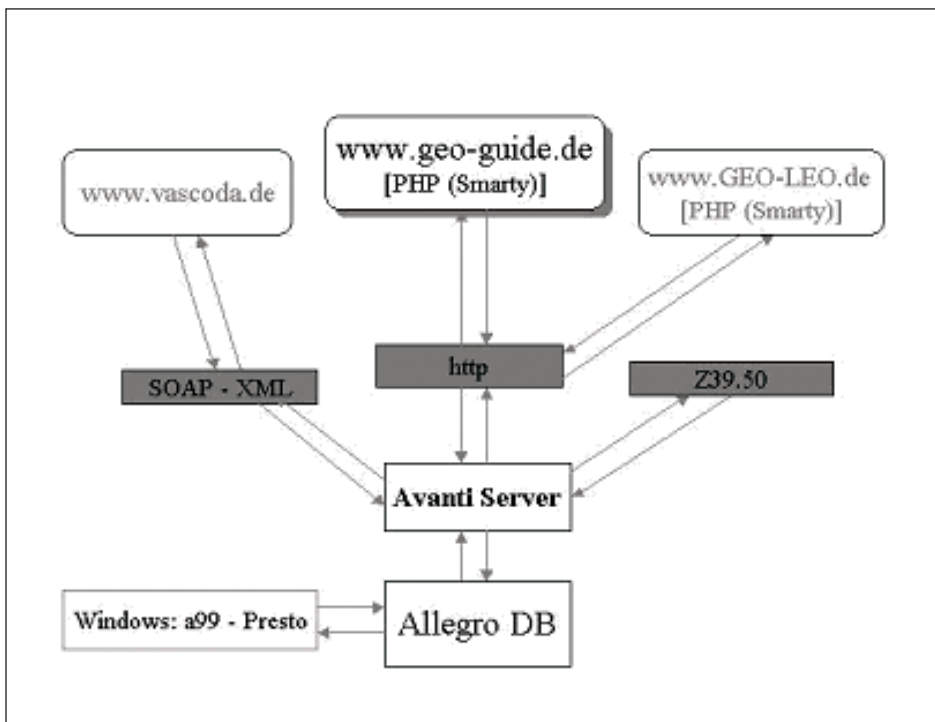 www.geo-guide.de
[PHP (Smarty)]
www.vascoda.de
www.GEO-LEO.de
[PHP (Smarty)]
http
SOAP - XML
Z39.50
Avanti Server
Windows: a99 - Presto
Allegro DB